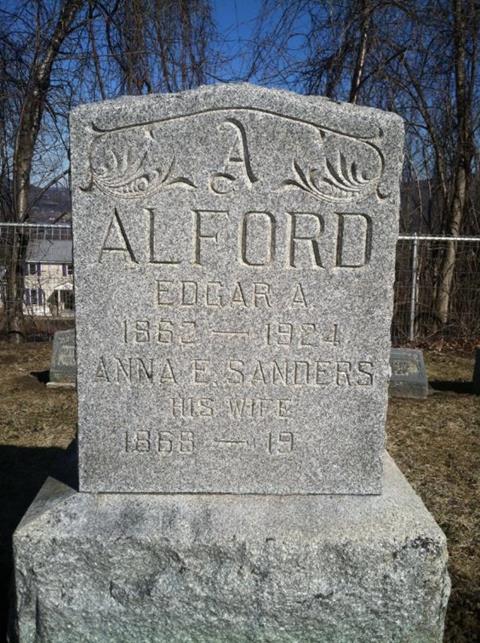 A
ALFORD
EDGAR A.
1862 — 1924
ANNA E. SANDERS
HIS WIFE
1868 — 19